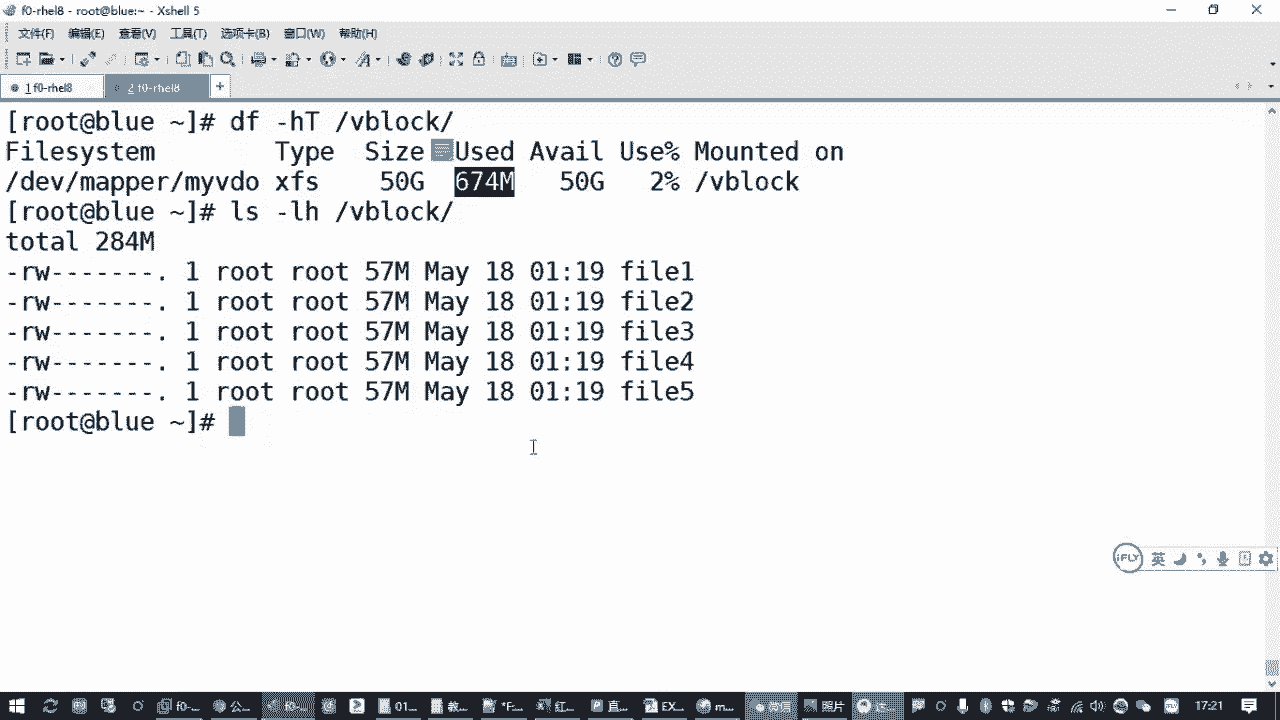 f0-rhel8 - root@blue:~ - Xshell 5
文件(F) 编辑(E) 查看(V) 工具(T) 选项卡(B) 窗口(W) 帮助(H)
1 f0-rhel8 2 f0-rhel8 +
[root@blue ~]# df -hT /vblock/
Filesystem Type Size Used Avail Use% Mounted on
/dev/mapper/myvdo xfs 50G 674M 50G 2% /vblock
[root@blue ~]# ls -lh /vblock/
total 284M
-rw-------. 1 root root 57M May 18 01:19 file1
-rw-------. 1 root root 57M May 18 01:19 file2
-rw-------. 1 root root 57M May 18 01:19 file3
-rw-------. 1 root root 57M May 18 01:19 file4
-rw-------. 1 root root 57M May 18 01:19 file5
[root@blue ~]#
iFLY 英
f0-... 公... 01... 教... *F... 红... 直... EX... m... 照片 17:21